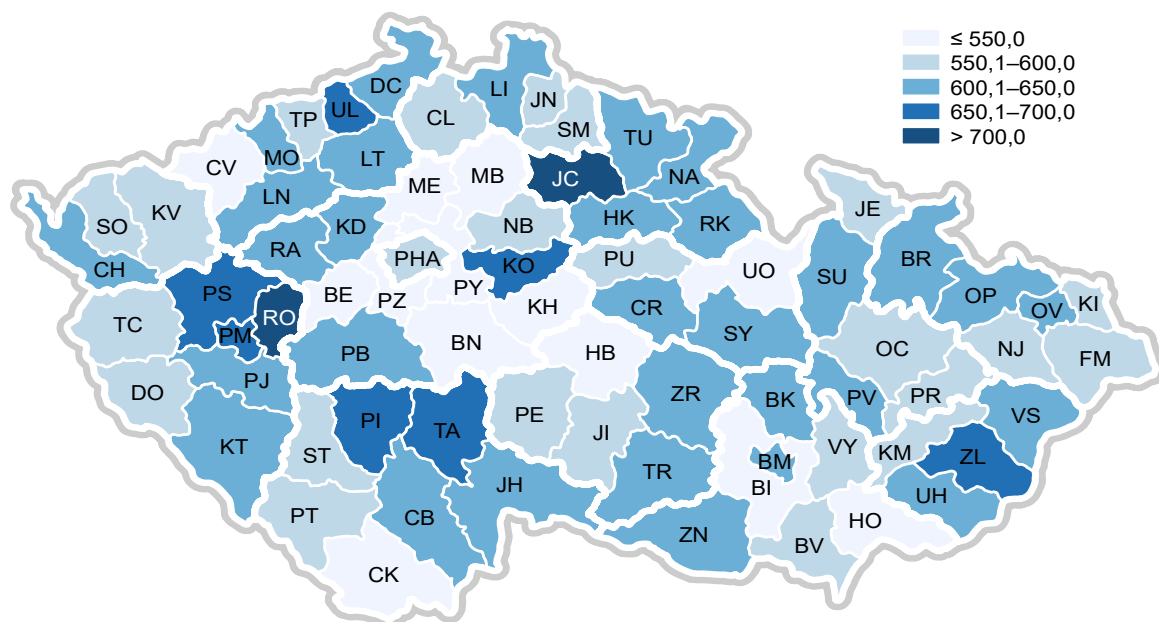 ≤ 550,0
550,1–600,0
600,1–650,0
650,1–700,0
> 700,0
DC
LI
JN
UL
TP
CL
SM
TU
MO
LT
CV
ME
MB
JC
NA
LN
SO
KV
KD
NB
HK
RK
JE
RA
PHA
KO
PU
UO
SU
BR
CH
PS
BE
PZ
PY
KH
CR
OP
OV
KI
TC
RO
PM
PB
BN
HB
SY
OC
NJ
FM
DO
PJ
ZR
BK
PV
PR
VS
KT
ST
PI
TA
PE
JI
VY
KM
ZL
BM
PT
CB
JH
TR
BI
UH
HO
ZN
BV
CK